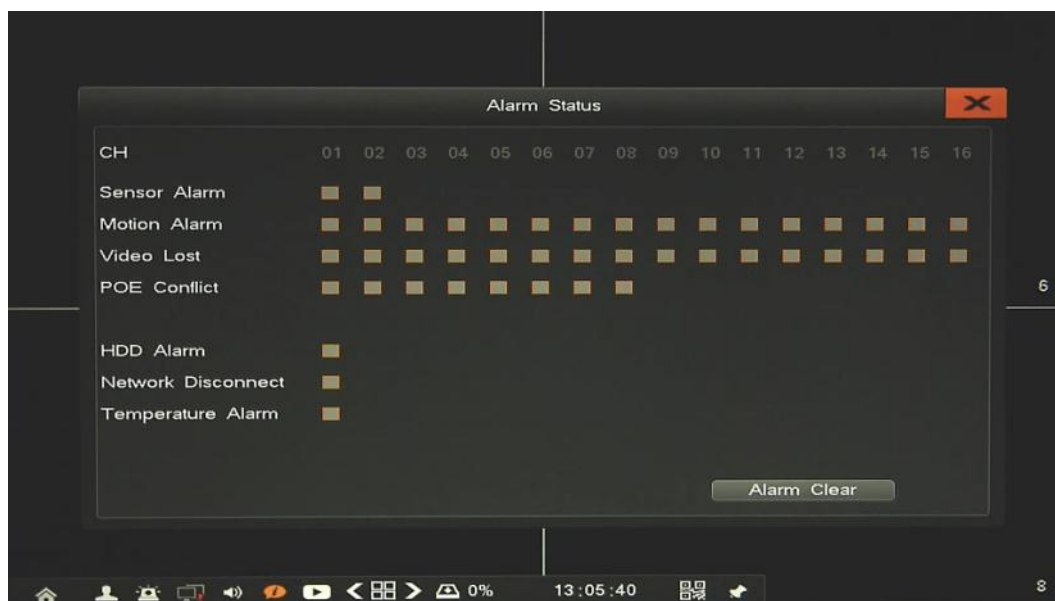 Alarm Status
CH 01 02 03 04 05 06 07 08 09 10 11 12 13 14 15 16
Sensor Alarm
Motion Alarm
Video Lost
POE Conflict
6
HDD Alarm
Network Disconnect
Temperature Alarm
Alarm Clear
0% 13:05:40
8